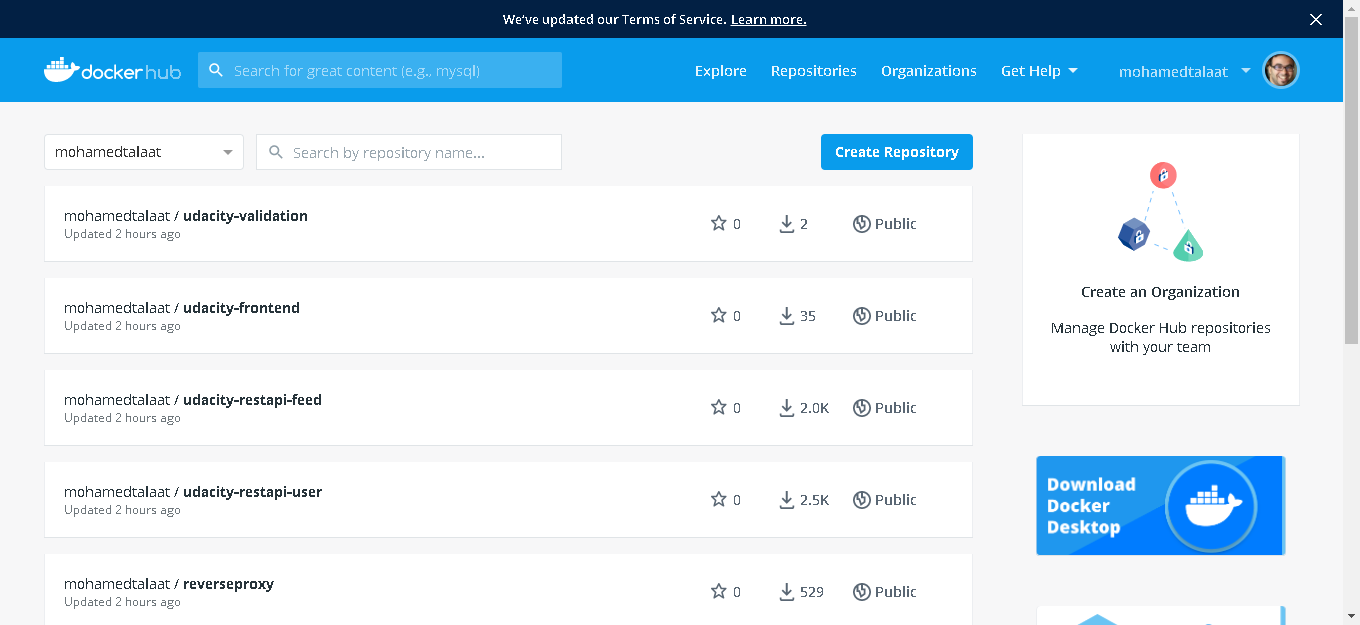 We've updated our Terms of Service. Learn more.
docker hub
Search for great content (e.g., mysql)
Explore
Repositories
Organizations
Get Help
mohamedtalaat
mohamedtalaat
Search by repository name...
Create Repository
mohamedtalaat / udacity-validation
Updated 2 hours ago
0
2
Public
mohamedtalaat / udacity-frontend
Updated 2 hours ago
0
35
Public
mohamedtalaat / udacity-restapi-feed
Updated 2 hours ago
0
2.0K
Public
mohamedtalaat / udacity-restapi-user
Updated 2 hours ago
0
2.5K
Public
mohamedtalaat / reverseproxy
Updated 2 hours ago
0
529
Public
Create an Organization
Manage Docker Hub repositories
with your team
Download
Docker
Desktop